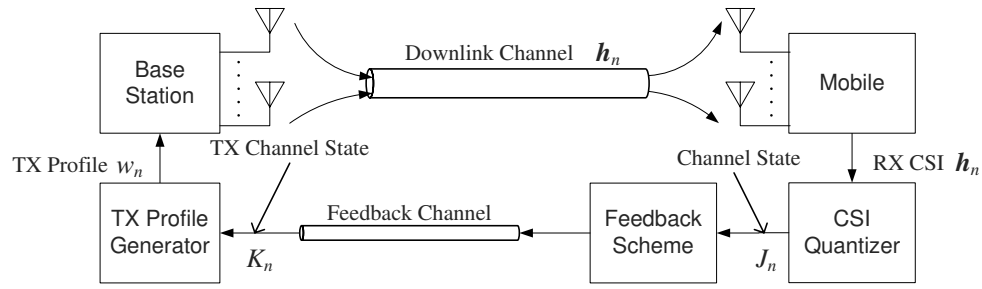 Downlink Channel h_n
Base
Station
Mobile
TX Channel State
Channel State
TX Profile w_n
RX CSI h_n
TX Profile
Generator
Feedback Channel
Feedback
Scheme
CSI
Quantizer
K_n
J_n